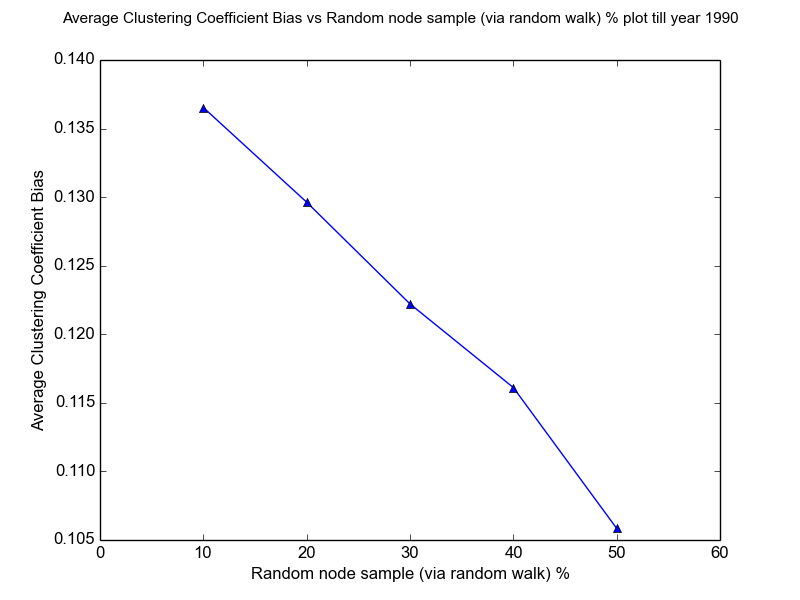 Average Clustering Coefficient Bias vs Random node sample (via random walk) % plot till year 1990
0.140
0.135
0.130
0.125
0.120
0.115
0.110
0.105
Average Clustering Coefficient Bias
0 10 20 30 40 50 60
Random node sample (via random walk) %